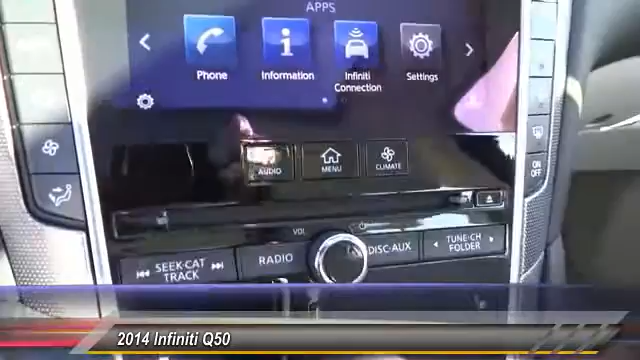 APPS
Phone
Information
Infiniti
Connection
Settings
AUDIO
MENU
CLIMATE
ON
OFF
VOL
SEEK·CAT
TRACK
RADIO
DISC·AUX
TUNE·CH
FOLDER
2014 Infiniti Q50